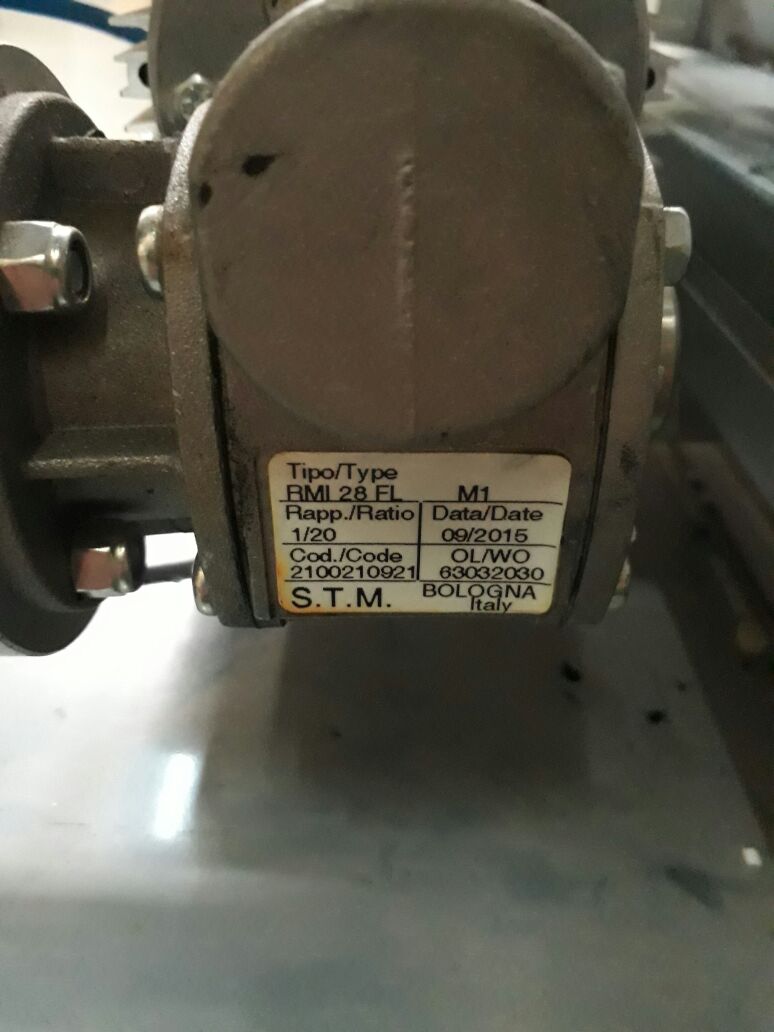 Tipo/Type
RMI 28 FL M1
Rapp./Ratio Data/Date
1/20 09/2015
Cod./Code OL/WO
2100210921 63032030
S.T.M. BOLOGNA
Italy